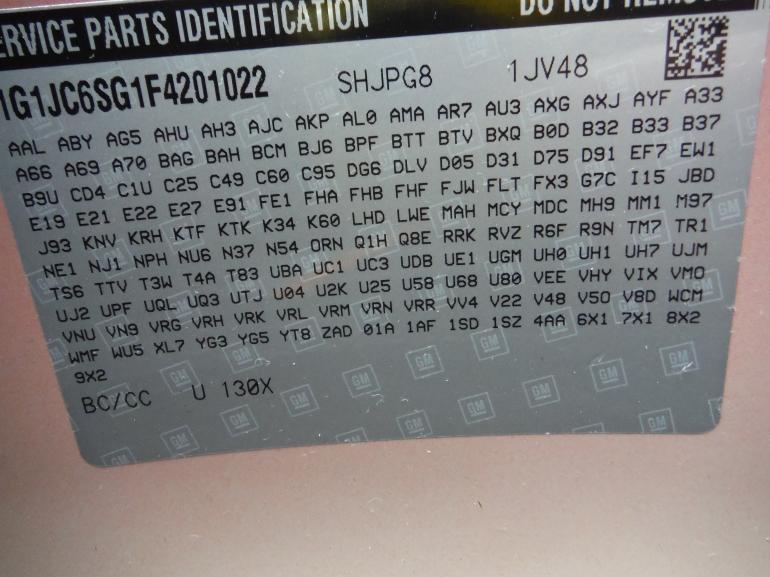 ERVICE PARTS IDENTIFICATION DO NOT REMOVE
1G1JC6SG1F4201022 SHJPG8 1JV48
AAL ABY AG5 AHU AH3 AJC AKP AL0 AMA AR7 AU3 AXG AXJ AYF A33
A66 A69 A70 BAG BAH BCM BJ6 BPF BTT BTV BXQ B0D B32 B33 B37
B9U CD4 C1U C25 C49 C60 C95 DG6 DLV D05 D31 D75 D91 EF7 EW1
E19 E21 E22 E27 E91 FE1 FHA FHB FHF FJW FLT FX3 G7C I15 JBD
J93 KNV KRH KTF KTK K34 K60 LHD LWE MAH MCY MDC MH9 MM1 M97
NE1 NJ1 NPH NU6 N37 N54 ORN Q1H Q8E RRK RVZ R6F R9N TM7 TR1
TS6 TTV T3W T4A T83 UBA UC1 UC3 UDB UE1 UGM UH0 UH1 UH7 UJM
UJ2 UPF UQL UQ3 UTJ U04 U2K U25 U58 U68 U80 VEE VHY VIX VMO
VNU VN9 VRG VRH VRK VRL VRM VRN VRR VV4 V22 V48 V50 V8D WCM
WMF WU5 XL7 YG3 YG5 YT8 ZAD 01A 1AF 1SD 1SZ 4AA 6X1 7X1 8X2
9X2
BC/CC U 130X